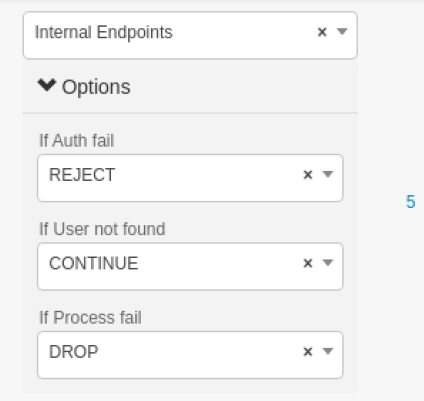 Internal Endpoints × 
Options
If Auth fail
REJECT ×
If User not found
5
CONTINUE ×
If Process fail
DROP ×